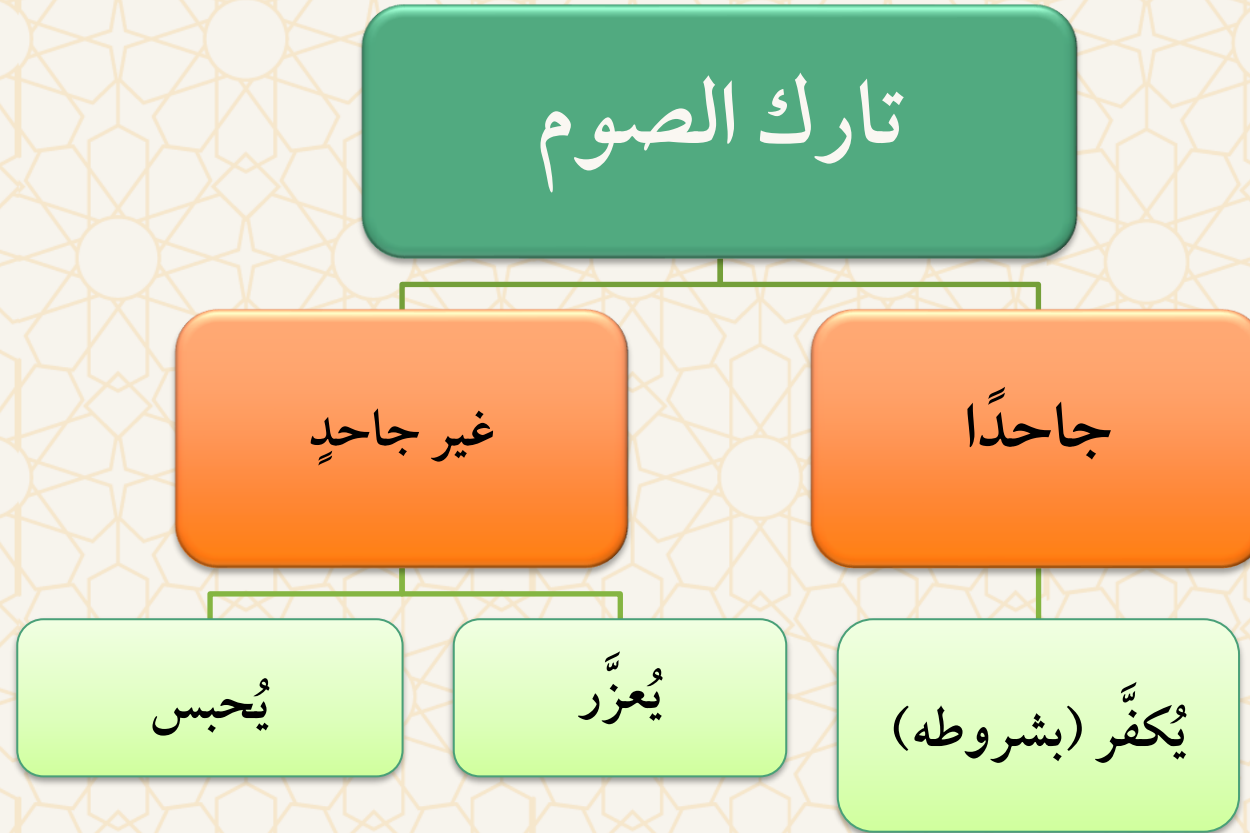 تارك الصوم
جاحدًا
غير جاحدٍ
يُكفَّر (بشروطه)
يُعزَّر
يُحبس